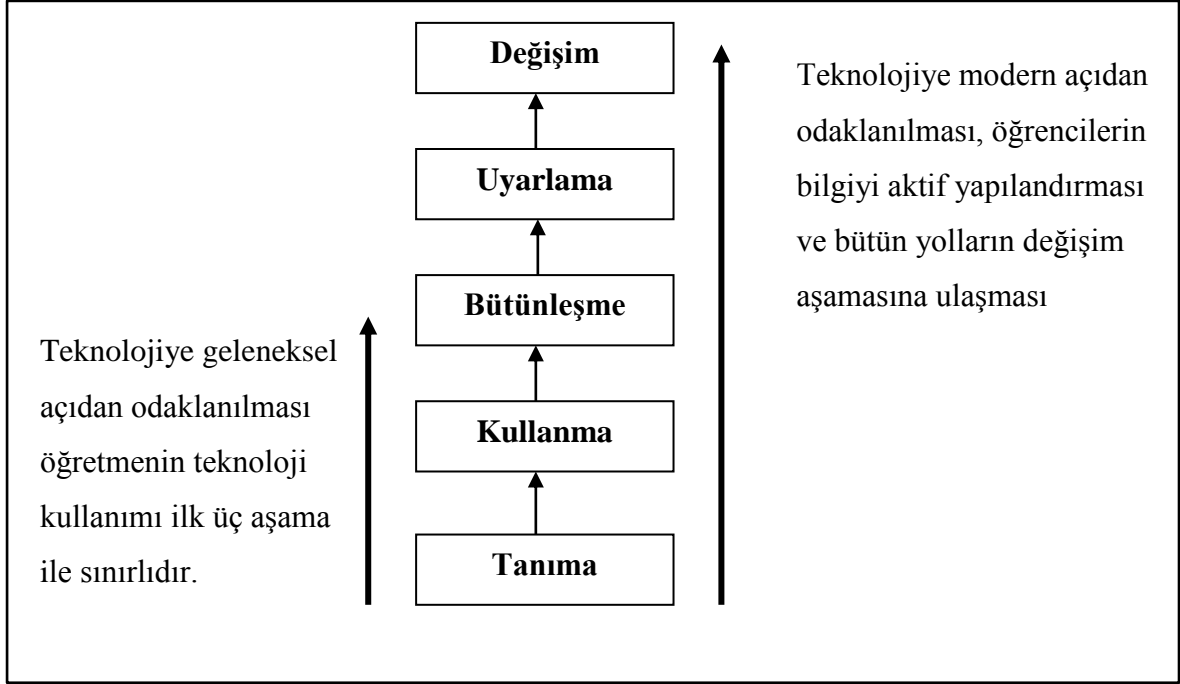 Değişim
Uyarlama
Bütünleşme
Kullanma
Tanıma
Teknolojiye geleneksel
açıdan odaklanılması
öğretmenin teknoloji
kullanımı ilk üç aşama
ile sınırlıdır.
Teknolojiye modern açıdan
odaklanılması, öğrencilerin
bilgiyi aktif yapılandırması
ve bütün yolların değişim
aşamasına ulaşması